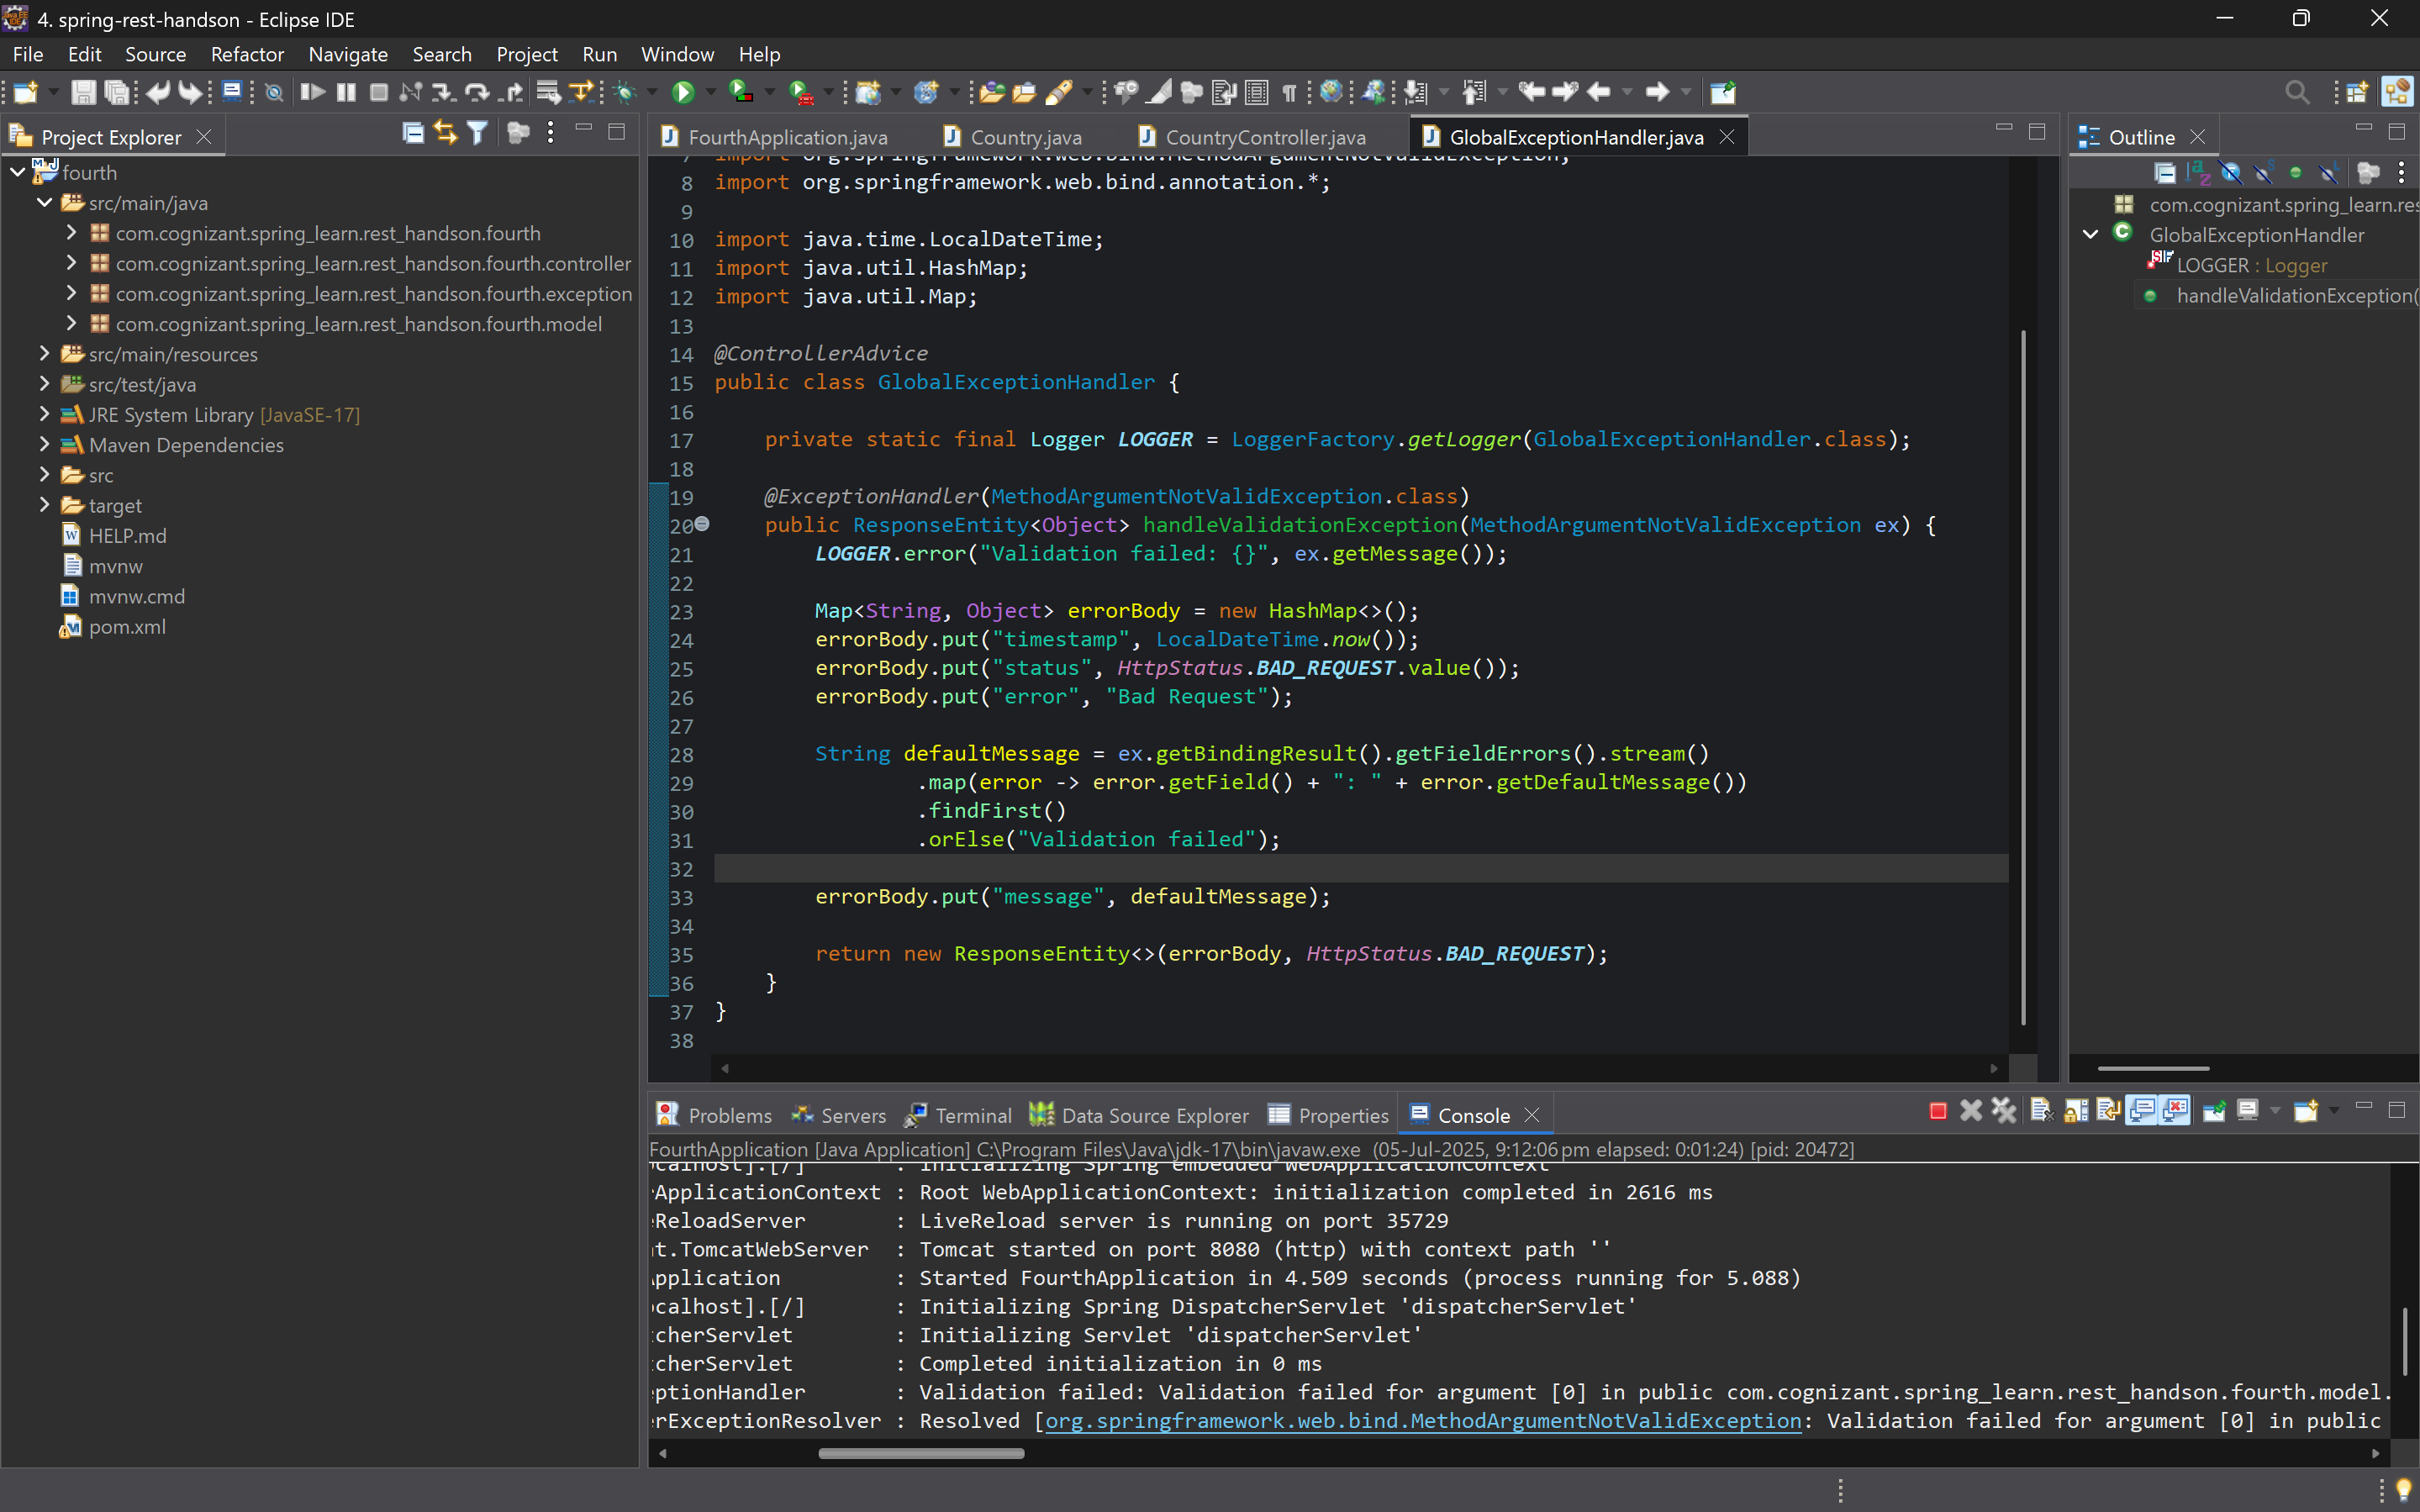 4. spring-rest-handson - Eclipse IDE
File Edit Source Refactor Navigate Search Project Run Window Help
Project Explorer
fourth
src/main/java
com.cognizant.spring_learn.rest_handson.fourth
com.cognizant.spring_learn.rest_handson.fourth.controller
com.cognizant.spring_learn.rest_handson.fourth.exception
com.cognizant.spring_learn.rest_handson.fourth.model
src/main/resources
src/test/java
JRE System Library [JavaSE-17]
Maven Dependencies
src
target
HELP.md
mvnw
mvnw.cmd
pom.xml
FourthApplication.java Country.java CountryController.java GlobalExceptionHandler.java
7 import org.springframework.web.bind.MethodArgumentNotValidException;
8 import org.springframework.web.bind.annotation.*;
9
10 import java.time.LocalDateTime;
11 import java.util.HashMap;
12 import java.util.Map;
13
14 @ControllerAdvice
15 public class GlobalExceptionHandler {
16
17 private static final Logger LOGGER = LoggerFactory.getLogger(GlobalExceptionHandler.class);
18
19 @ExceptionHandler(MethodArgumentNotValidException.class)
20 public ResponseEntity<Object> handleValidationException(MethodArgumentNotValidException ex) {
21 LOGGER.error("Validation failed: {}", ex.getMessage());
22
23 Map<String, Object> errorBody = new HashMap<>();
24 errorBody.put("timestamp", LocalDateTime.now());
25 errorBody.put("status", HttpStatus.BAD_REQUEST.value());
26 errorBody.put("error", "Bad Request");
27
28 String defaultMessage = ex.getBindingResult().getFieldErrors().stream()
29 .map(error -> error.getField() + ": " + error.getDefaultMessage())
30 .findFirst()
31 .orElse("Validation failed");
32
33 errorBody.put("message", defaultMessage);
34
35 return new ResponseEntity<>(errorBody, HttpStatus.BAD_REQUEST);
36 }
37 }
38
Outline
com.cognizant.spring_learn.res
GlobalExceptionHandler
LOGGER : Logger
handleValidationException(
Problems Servers Terminal Data Source Explorer Properties Console
FourthApplication [Java Application] C:\Program Files\Java\jdk-17\bin\javaw.exe (05-Jul-2025, 9:12:06 pm elapsed: 0:01:24) [pid: 20472]
calhost].[/] : Initializing Spring embedded WebApplicationContext
ApplicationContext : Root WebApplicationContext: initialization completed in 2616 ms
ReloadServer : LiveReload server is running on port 35729
t.TomcatWebServer : Tomcat started on port 8080 (http) with context path ''
pplication : Started FourthApplication in 4.509 seconds (process running for 5.088)
calhost].[/] : Initializing Spring DispatcherServlet 'dispatcherServlet'
cherServlet : Initializing Servlet 'dispatcherServlet'
cherServlet : Completed initialization in 0 ms
ptionHandler : Validation failed: Validation failed for argument [0] in public com.cognizant.spring_learn.rest_handson.fourth.model.
rExceptionResolver : Resolved [org.springframework.web.bind.MethodArgumentNotValidException: Validation failed for argument [0] in public